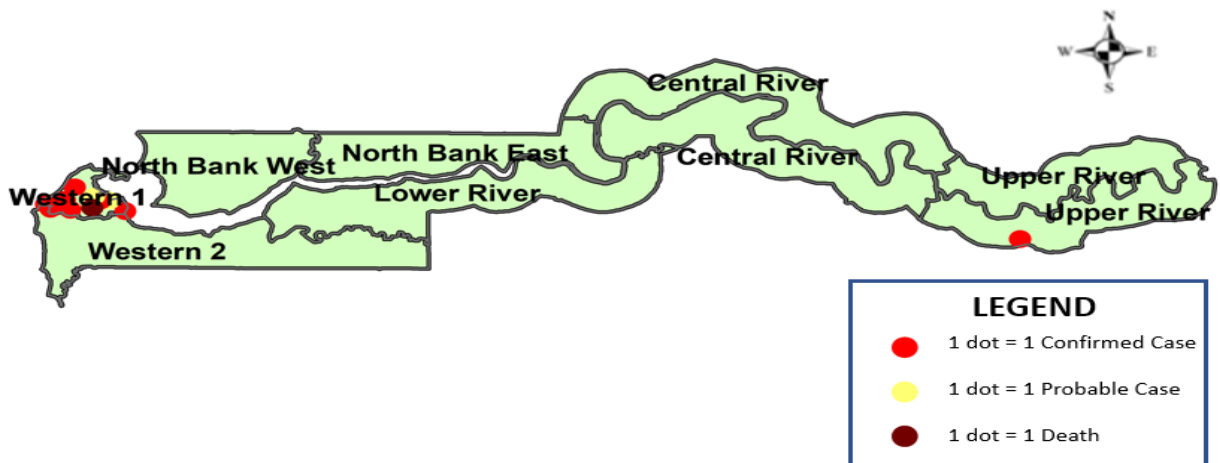 N
W E
S
Central River
North Bank West
North Bank East
Central River
Lower River
Western 1
Upper River
Upper River
Western 2
LEGEND
1 dot = 1 Confirmed Case
1 dot = 1 Probable Case
1 dot = 1 Death